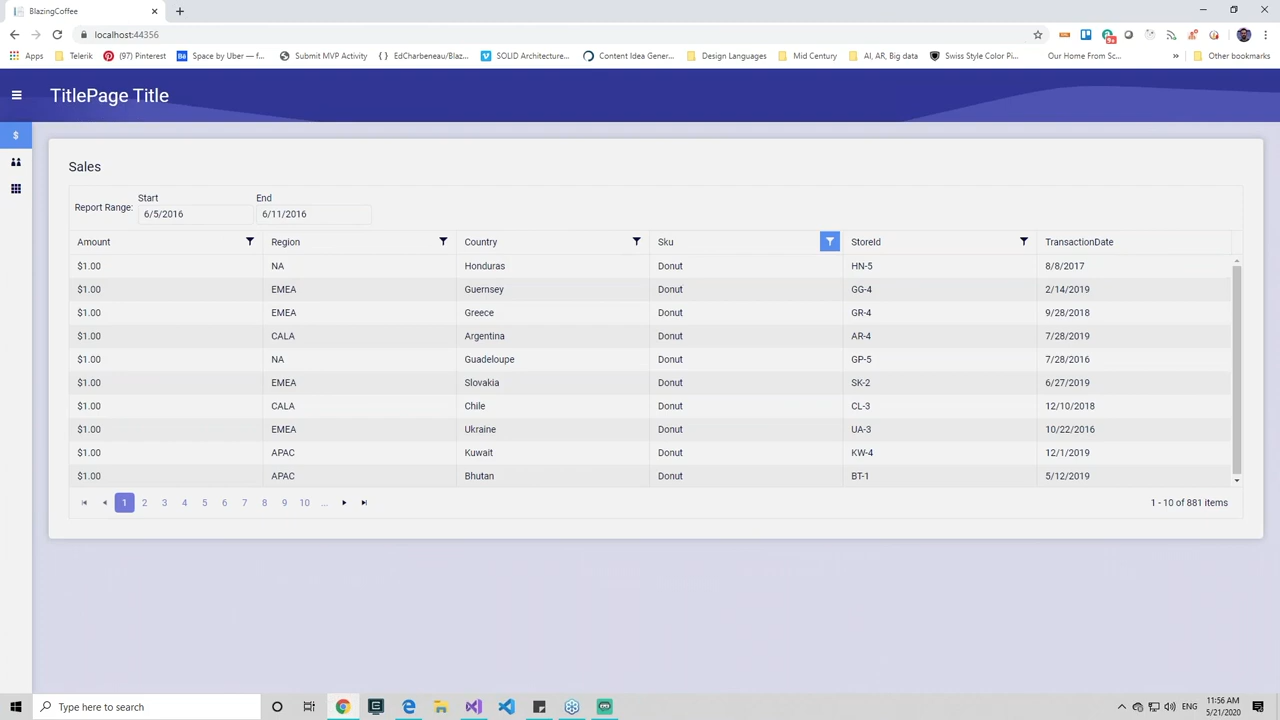 BlazingCoffee
localhost:44356
Apps Telerik (97) Pinterest Space by Uber — f... Submit MVP Activity EdCharbeneau/Blaz... SOLID Architecture... Content Idea Gener... Design Languages Mid Century AI, AR, Big data Swiss Style Color Pi... Our Home From Sc... » Other bookmarks
TitlePage Title
$
Sales
Report Range:
Start
End
6/5/2016 6/11/2016
Amount Region Country Sku StoreId TransactionDate
$1.00 NA Honduras Donut HN-5 8/8/2017
$1.00 EMEA Guernsey Donut GG-4 2/14/2019
$1.00 EMEA Greece Donut GR-4 9/28/2018
$1.00 CALA Argentina Donut AR-4 7/28/2019
$1.00 NA Guadeloupe Donut GP-5 7/28/2016
$1.00 EMEA Slovakia Donut SK-2 6/27/2019
$1.00 CALA Chile Donut CL-3 12/10/2018
$1.00 EMEA Ukraine Donut UA-3 10/22/2016
$1.00 APAC Kuwait Donut KW-4 12/1/2019
$1.00 APAC Bhutan Donut BT-1 5/12/2019
1 2 3 4 5 6 7 8 9 10 ... 1 - 10 of 881 items
Type here to search
ENG
11:56 AM
5/21/2020